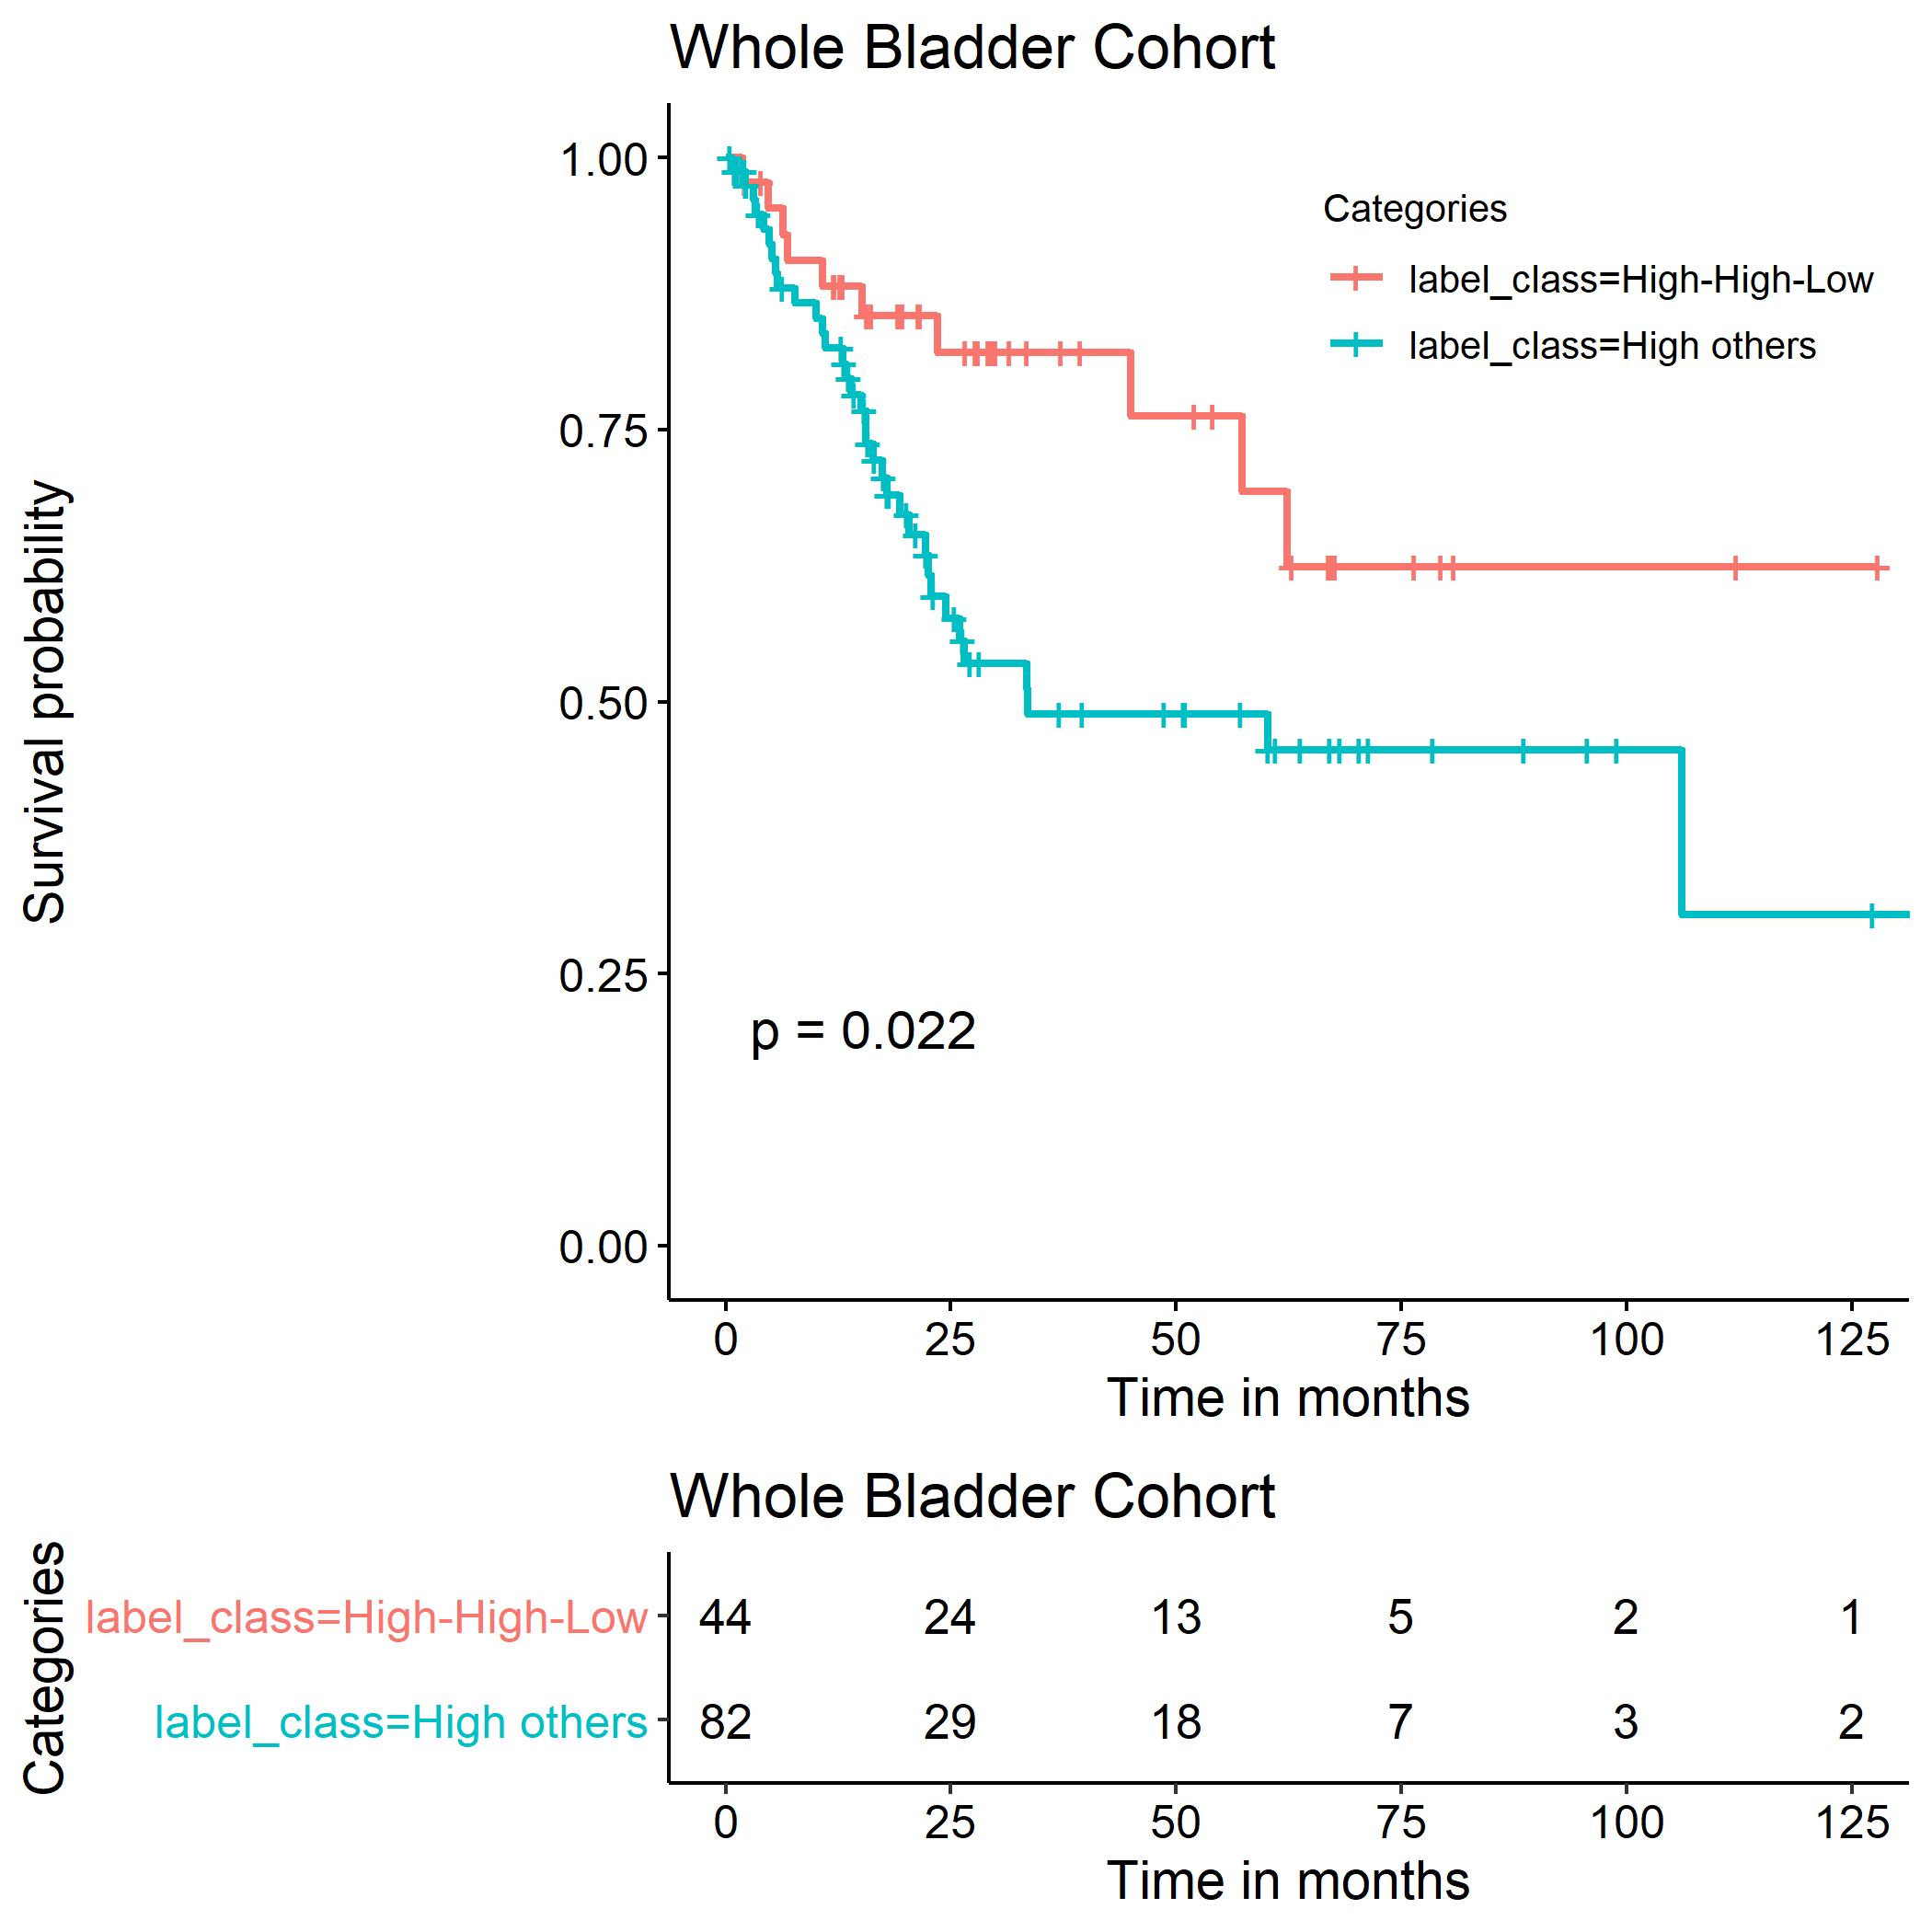 Whole Bladder Cohort
Survival probability
1.00
0.75
0.50
0.25
0.00
Categories
label_class=High-High-Low
label_class=High others
p = 0.022
0 25 50 75 100 125
Time in months
Whole Bladder Cohort
Categories
label_class=High-High-Low 44 24 13 5 2 1
label_class=High others 82 29 18 7 3 2
0 25 50 75 100 125
Time in months